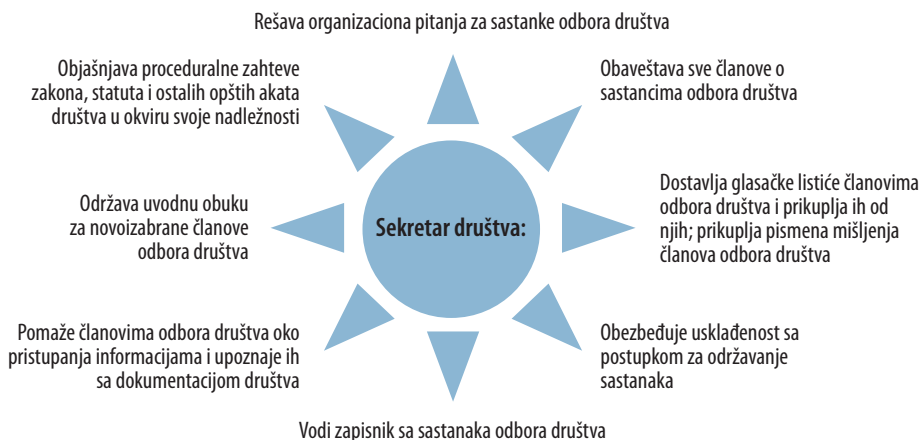 Rešava organizaciona pitanja za sastanke odbora društva
Objašnjava proceduralne zahteve
zakona, statuta i ostalih opštih akata
društva u okviru svoje nadležnosti
Obaveštava sve članove o
sastancima odbora društva
Održava uvodnu obuku
za novoizabrane članove
odbora društva
Sekretar društva:
Dostavlja glasačke listiće članovima
odbora društva i prikuplja ih od
njih; prikuplja pismena mišljenja
članova odbora društva
Pomaže članovima odbora društva oko
pristupanja informacijama i upoznaje ih
sa dokumentacijom društva
Obezbeđuje usklađenost sa
postupkom za održavanje
sastanaka
Vodi zapisnik sa sastanaka odbora društva